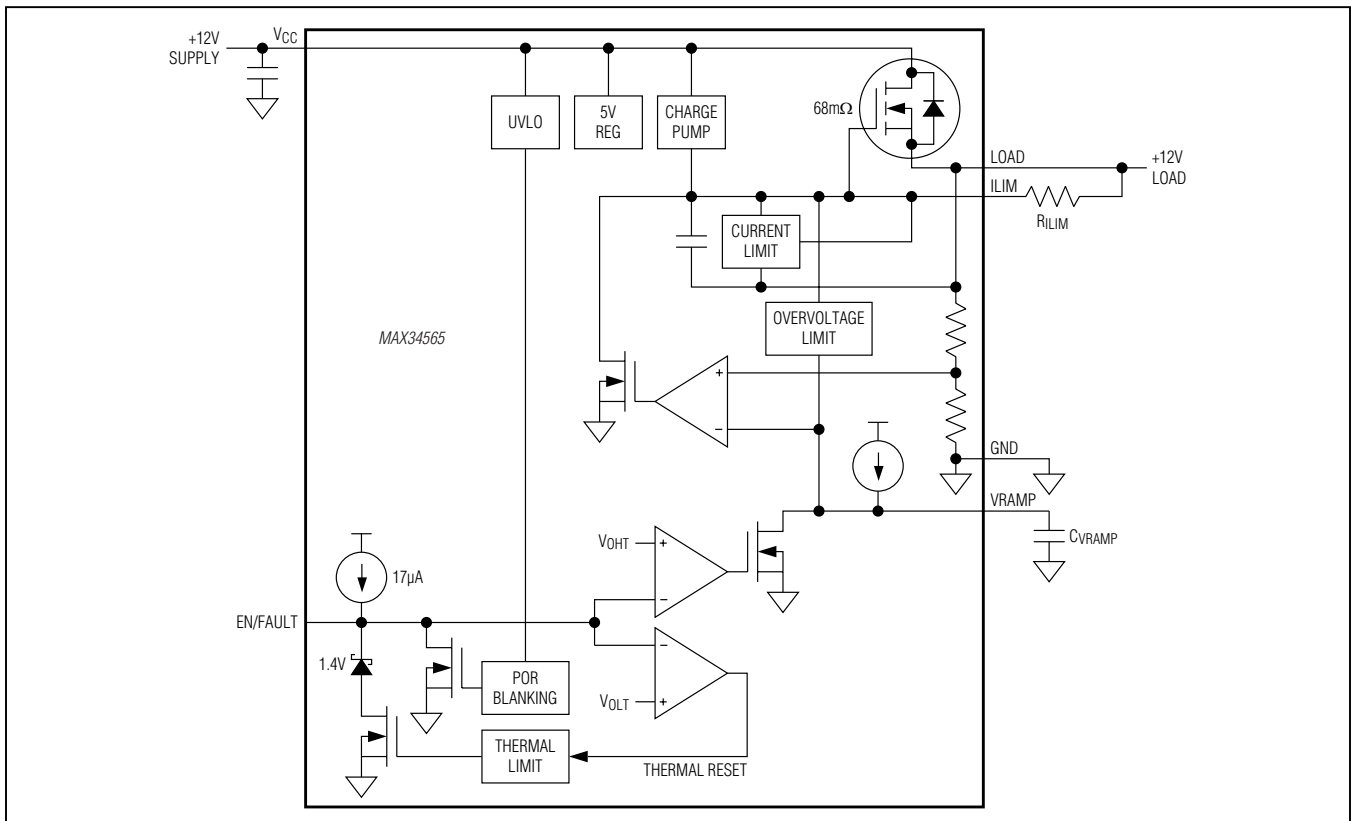 +12V
SUPPLY
VCC
UVLO
5V
REG
CHARGE
PUMP
68mΩ
LOAD
+12V
LOAD
ILIM
RILIM
CURRENT
LIMIT
OVERVOLTAGE
LIMIT
MAX34565
+
−
GND
VRAMP
CVRAMP
VOHT
+
−
17µA
EN/FAULT
1.4V
POR
BLANKING
−
VOLT
+
THERMAL
LIMIT
THERMAL RESET